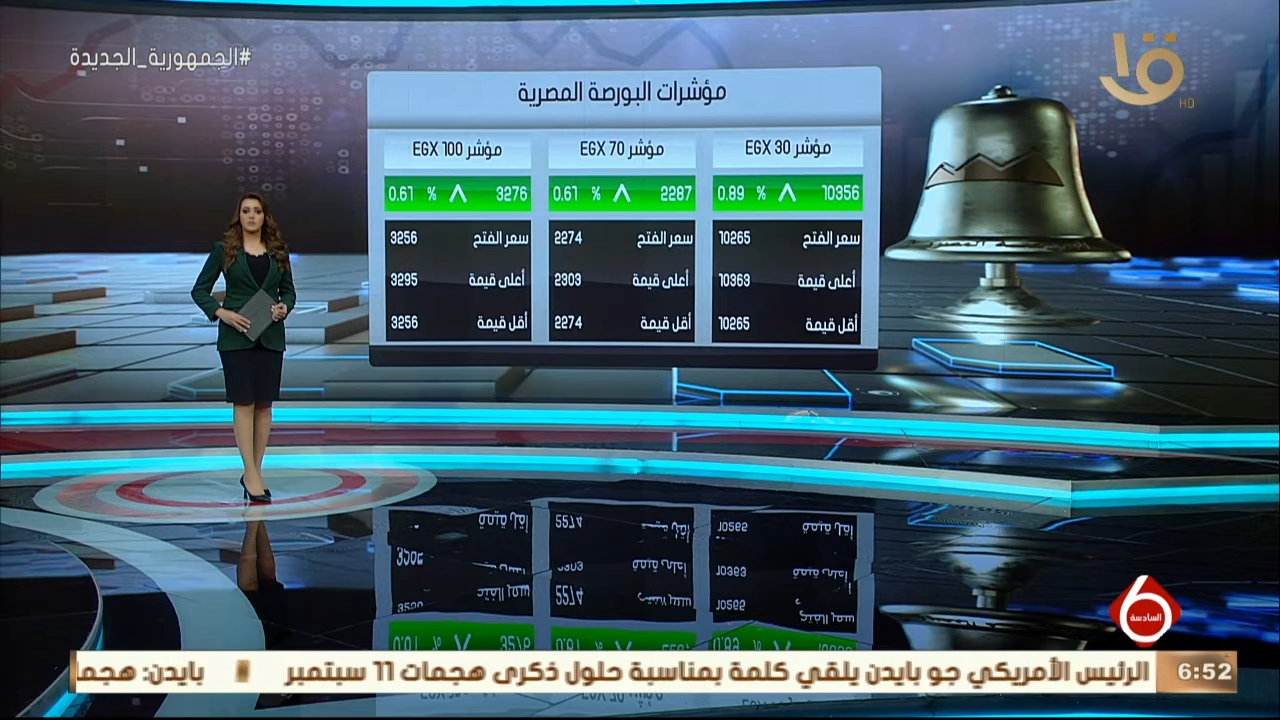 #الجمهورية_الجديدة
HD
مؤشرات البورصة المصرية
مؤشر EGX 30
10356 % 0.89
سعر الفتح 10265
أعلى قيمة 10363
أقل قيمة 10265
مؤشر EGX 70
2287 % 0.61
سعر الفتح 2274
أعلى قيمة 2303
أقل قيمة 2274
مؤشر EGX 100
3276 % 0.61
سعر الفتح 3256
أعلى قيمة 3295
أقل قيمة 3256
السادسة
6:52
الرئيس الأمريكي جو بايدن يلقي كلمة بمناسبة حلول ذكرى هجمات 11 سبتمبر
بايدن: هجما